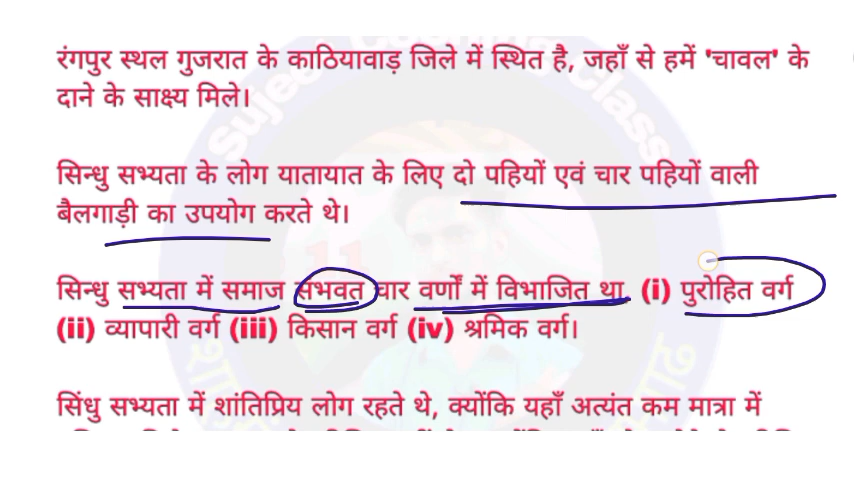 रंगपुर स्थल गुजरात के काठियावाड़ जिले में स्थित है, जहाँ से हमें 'चावल' के
दाने के साक्ष्य मिले।
सिन्धु सभ्यता के लोग यातायात के लिए दो पहियों एवं चार पहियों वाली
बैलगाड़ी का उपयोग करते थे।
सिन्धु सभ्यता में समाज संभवत चार वर्णों में विभाजित था. (i) पुरोहित वर्ग
(ii) व्यापारी वर्ग (iii) किसान वर्ग (iv) श्रमिक वर्ग।
सिंधु सभ्यता में शांतिप्रिय लोग रहते थे, क्योंकि यहाँ अत्यंत कम मात्रा में